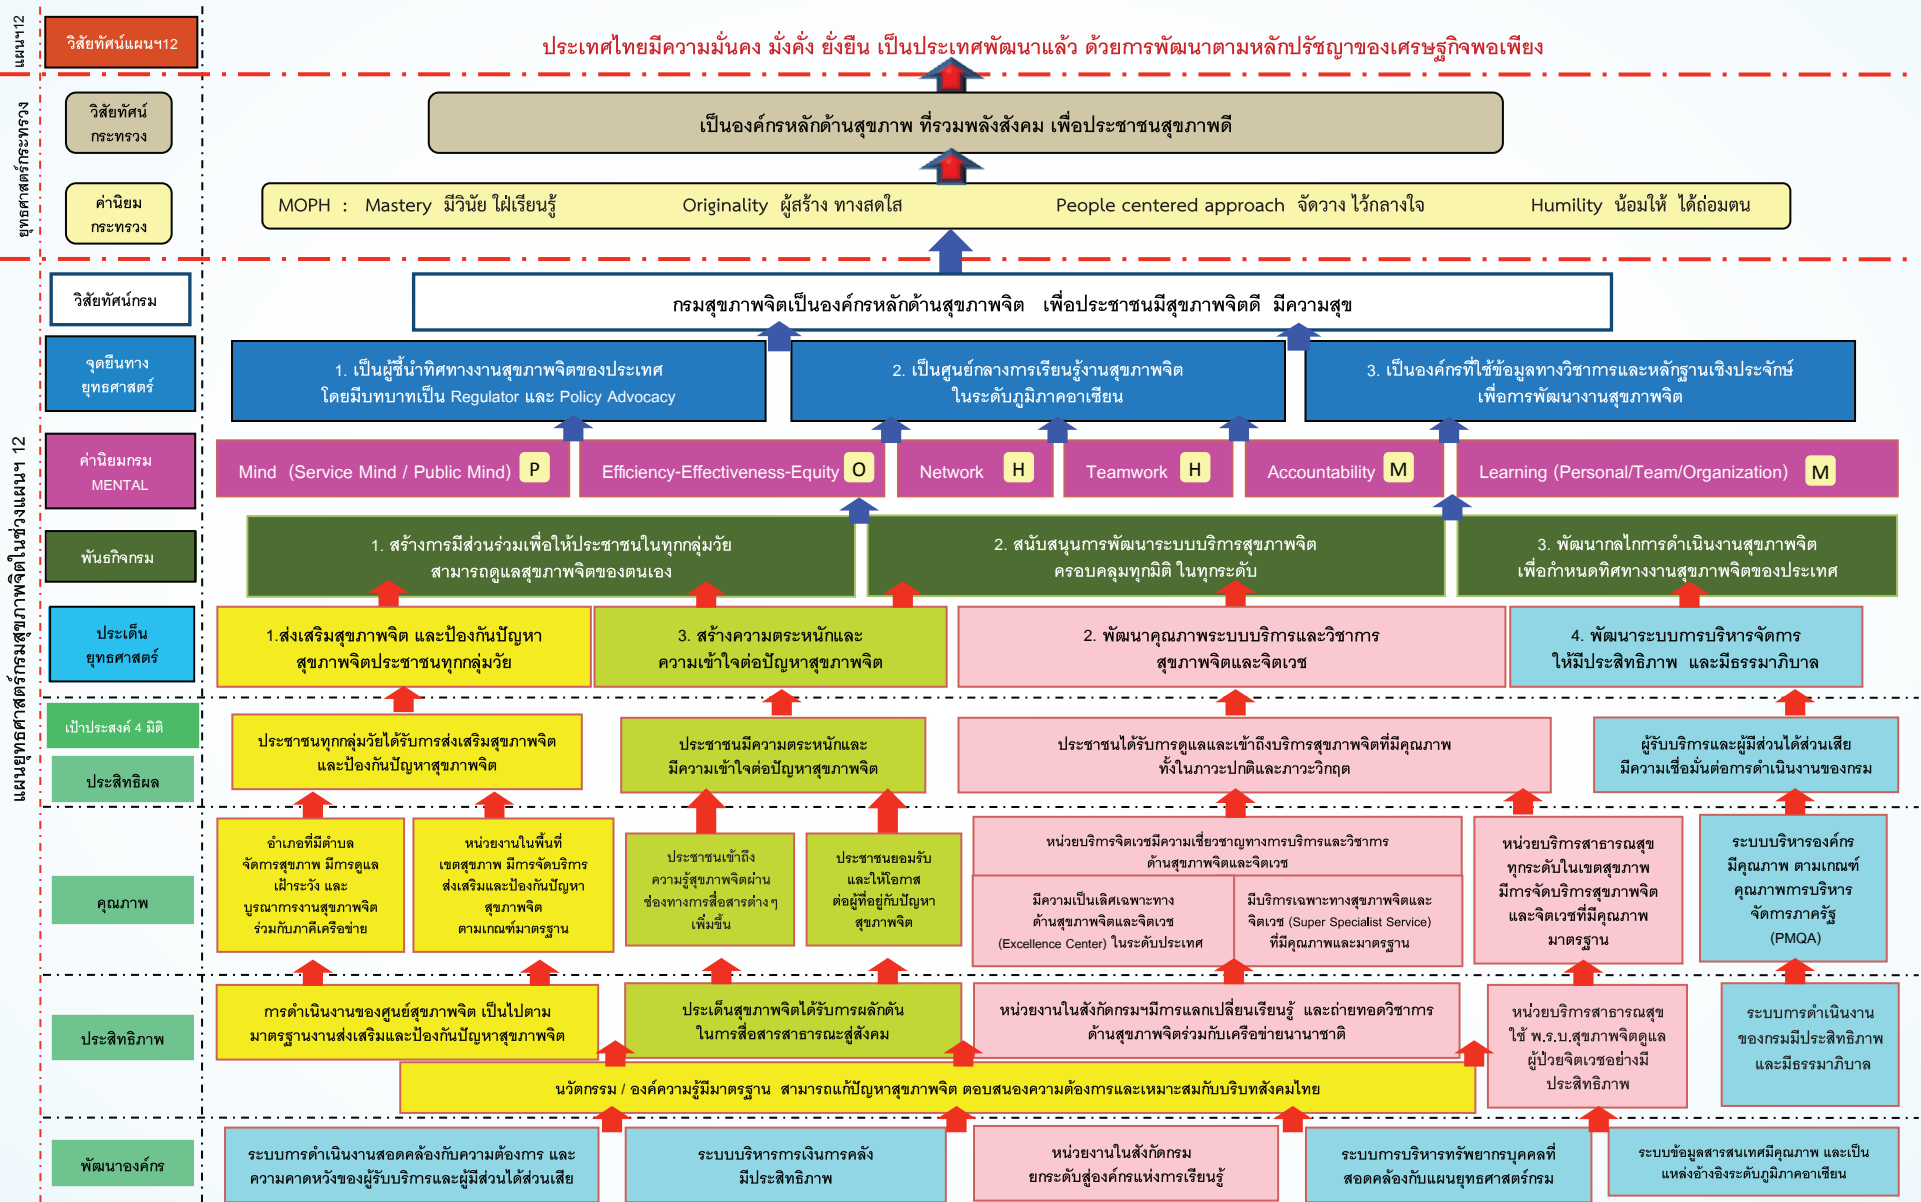 แผนฯ12
วิสัยทัศน์แผนฯ12
ประเทศไทยมีความมั่นคง มั่งคั่ง ยั่งยืน เป็นประเทศพัฒนาแล้ว ด้วยการพัฒนาตามหลักปรัชญาของเศรษฐกิจพอเพียง
ยุทธศาสตร์กระทรวง
วิสัยทัศน์
กระทรวง
เป็นองค์กรหลักด้านสุขภาพ ที่รวมพลังสังคม เพื่อประชาชนสุขภาพดี
ค่านิยม
กระทรวง
MOPH : Mastery มีวินัย ใฝ่เรียนรู้ Originality ผู้สร้าง ทางสดใส People centered approach จัดวาง ไว้กลางใจ Humility น้อมให้ ได้ถ่อมตน
แผนยุทธศาสตร์กรมสุขภาพจิตในช่วงแผนฯ 12
วิสัยทัศน์กรม
กรมสุขภาพจิตเป็นองค์กรหลักด้านสุขภาพจิต เพื่อประชาชนมีสุขภาพจิตดี มีความสุข
จุดยืนทาง
ยุทธศาสตร์
1. เป็นผู้ชี้นำทิศทางงานสุขภาพจิตของประเทศ
โดยมีบทบาทเป็น Regulator และ Policy Advocacy
2. เป็นศูนย์กลางการเรียนรู้งานสุขภาพจิต
ในระดับภูมิภาคอาเซียน
3. เป็นองค์กรที่ใช้ข้อมูลทางวิชาการและหลักฐานเชิงประจักษ์
เพื่อการพัฒนางานสุขภาพจิต
ค่านิยมกรม
MENTAL
Mind (Service Mind / Public Mind) P
Efficiency-Effectiveness-Equity O
Network H
Teamwork H
Accountability M
Learning (Personal/Team/Organization) M
พันธกิจกรม
1. สร้างการมีส่วนร่วมเพื่อให้ประชาชนในทุกกลุ่มวัย
สามารถดูแลสุขภาพจิตของตนเอง
2. สนับสนุนการพัฒนาระบบบริการสุขภาพจิต
ครอบคลุมทุกมิติ ในทุกระดับ
3. พัฒนากลไกการดำเนินงานสุขภาพจิต
เพื่อกำหนดทิศทางงานสุขภาพจิตของประเทศ
ประเด็น
ยุทธศาสตร์
1.ส่งเสริมสุขภาพจิต และป้องกันปัญหา
สุขภาพจิตประชาชนทุกกลุ่มวัย
3. สร้างความตระหนักและ
ความเข้าใจต่อปัญหาสุขภาพจิต
2. พัฒนาคุณภาพระบบบริการและวิชาการ
สุขภาพจิตและจิตเวช
4. พัฒนาระบบการบริหารจัดการ
ให้มีประสิทธิภาพ และมีธรรมาภิบาล
เป้าประสงค์ 4 มิติ
ประสิทธิผล
ประชาชนทุกกลุ่มวัยได้รับการส่งเสริมสุขภาพจิต
และป้องกันปัญหาสุขภาพจิต
ประชาชนมีความตระหนักและ
มีความเข้าใจต่อปัญหาสุขภาพจิต
ประชาชนได้รับการดูแลและเข้าถึงบริการสุขภาพจิตที่มีคุณภาพ
ทั้งในภาวะปกติและภาวะวิกฤต
ผู้รับบริการและผู้มีส่วนได้ส่วนเสีย
มีความเชื่อมั่นต่อการดำเนินงานของกรม
คุณภาพ
อำเภอที่มีตำบล
จัดการสุขภาพ มีการดูแล
เฝ้าระวัง และ
บูรณาการงานสุขภาพจิต
ร่วมกับภาคีเครือข่าย
หน่วยงานในพื้นที่
เขตสุขภาพ มีการจัดบริการ
ส่งเสริมและป้องกันปัญหา
สุขภาพจิต
ตามเกณฑ์มาตรฐาน
ประชาชนเข้าถึง
ความรู้สุขภาพจิตผ่าน
ช่องทางการสื่อสารต่างๆ
เพิ่มขึ้น
ประชาชนยอมรับ
และให้โอกาส
ต่อผู้ที่อยู่กับปัญหา
สุขภาพจิต
หน่วยบริการจิตเวชมีความเชี่ยวชาญทางการบริการและวิชาการ
ด้านสุขภาพจิตและจิตเวช
มีความเป็นเลิศเฉพาะทาง
ด้านสุขภาพจิตและจิตเวช
(Excellence Center) ในระดับประเทศ
มีบริการเฉพาะทางสุขภาพจิตและ
จิตเวช (Super Specialist Service)
ที่มีคุณภาพและมาตรฐาน
หน่วยบริการสาธารณสุข
ทุกระดับในเขตสุขภาพ
มีการจัดบริการสุขภาพจิต
และจิตเวชที่มีคุณภาพ
มาตรฐาน
ระบบบริหารองค์กร
มีคุณภาพ ตามเกณฑ์
คุณภาพการบริหาร
จัดการภาครัฐ
(PMQA)
ประสิทธิภาพ
การดำเนินงานของศูนย์สุขภาพจิต เป็นไปตาม
มาตรฐานงานส่งเสริมและป้องกันปัญหาสุขภาพจิต
ประเด็นสุขภาพจิตได้รับการผลักดัน
ในการสื่อสารสาธารณะสู่สังคม
หน่วยงานในสังกัดกรมฯมีการแลกเปลี่ยนเรียนรู้ และถ่ายทอดวิชาการ
ด้านสุขภาพจิตร่วมกับเครือข่ายนานาชาติ
หน่วยบริการสาธารณสุข
ใช้ พ.ร.บ.สุขภาพจิตดูแล
ผู้ป่วยจิตเวชอย่างมี
ประสิทธิภาพ
ระบบการดำเนินงาน
ของกรมมีประสิทธิภาพ
และมีธรรมาภิบาล
นวัตกรรม / องค์ความรู้มีมาตรฐาน สามารถแก้ปัญหาสุขภาพจิต ตอบสนองความต้องการและเหมาะสมกับบริบทสังคมไทย
พัฒนาองค์กร
ระบบการดำเนินงานสอดคล้องกับความต้องการ และ
ความคาดหวังของผู้รับบริการและผู้มีส่วนได้ส่วนเสีย
ระบบบริหารการเงินการคลัง
มีประสิทธิภาพ
หน่วยงานในสังกัดกรม
ยกระดับสู่องค์กรแห่งการเรียนรู้
ระบบการบริหารทรัพยากรบุคคลที่
สอดคล้องกับแผนยุทธศาสตร์กรม
ระบบข้อมูลสารสนเทศมีคุณภาพ และเป็น
แหล่งอ้างอิงระดับภูมิภาคอาเซียน